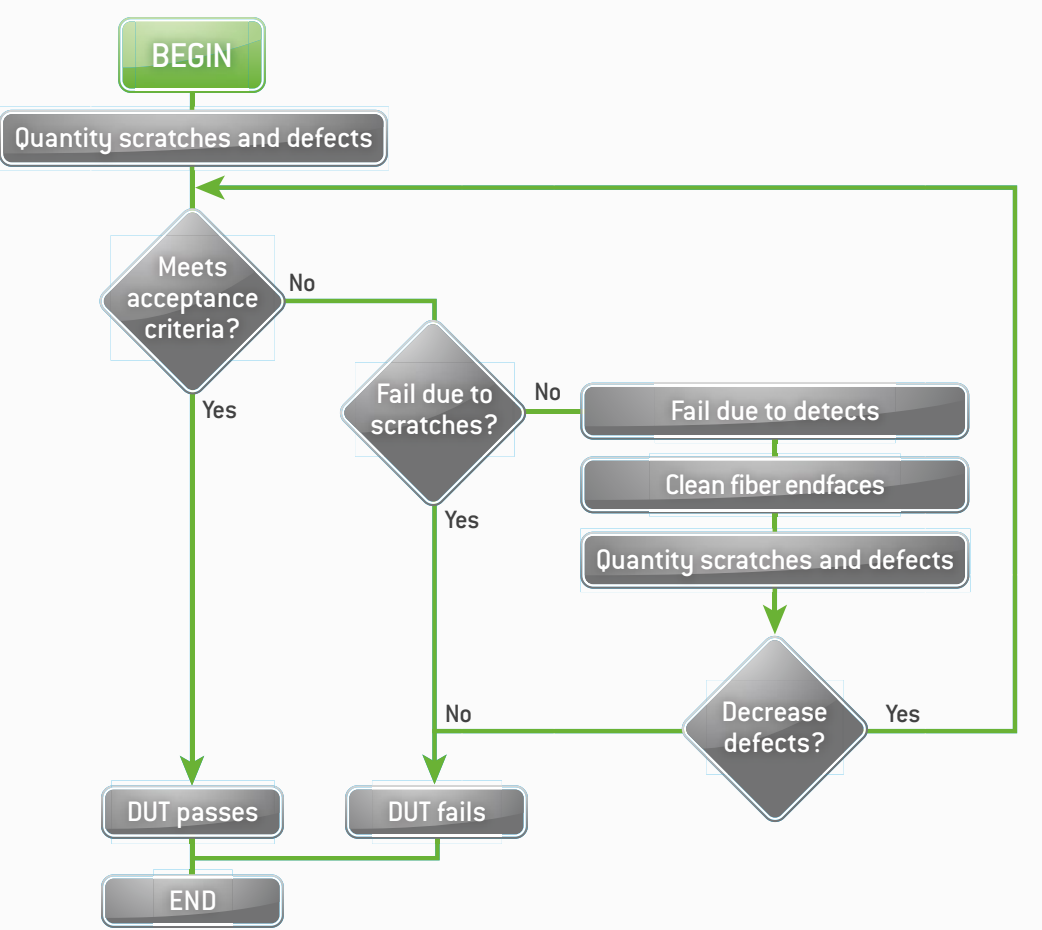 BEGIN
Quantity scratches and defects
Meets
acceptance
criteria?
No
Yes
Fail due to
scratches?
No
Yes
Fail due to detects
Clean fiber endfaces
Quantity scratches and defects
Decrease
defects?
No
Yes
DUT passes
DUT fails
END